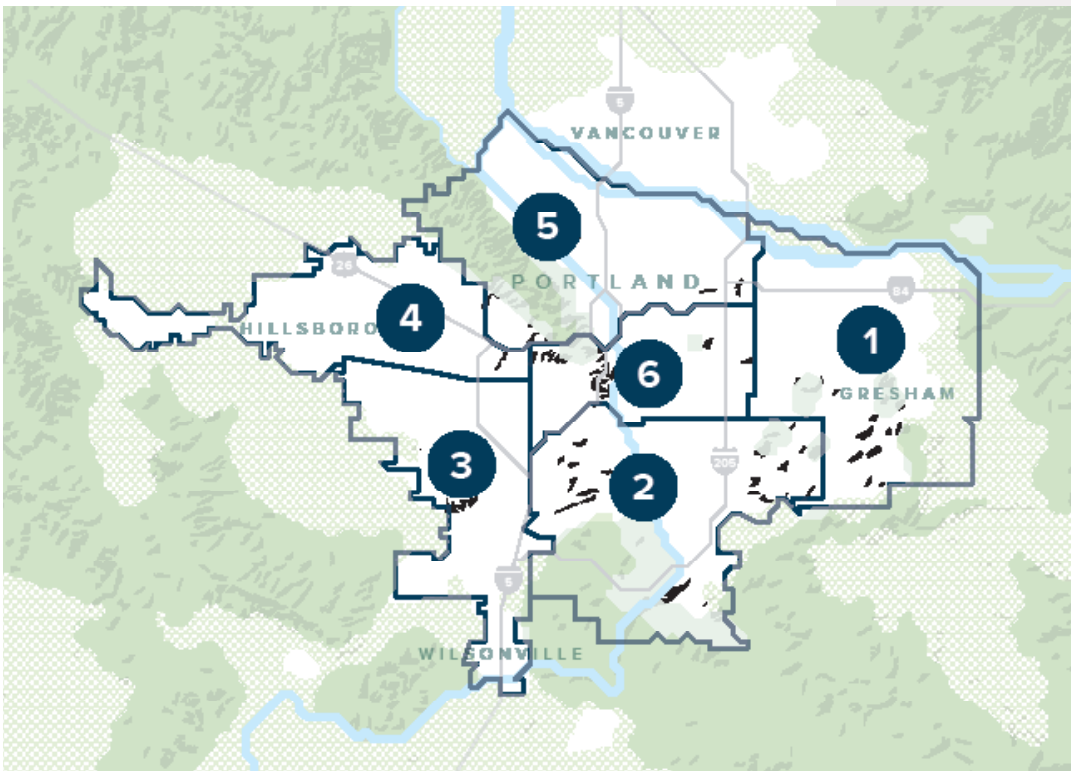 5
VANCOUVER
5
PORTLAND
26
84
HILLSBORO
4
1
6
GRESHAM
3
2
205
5
WILSONVILLE